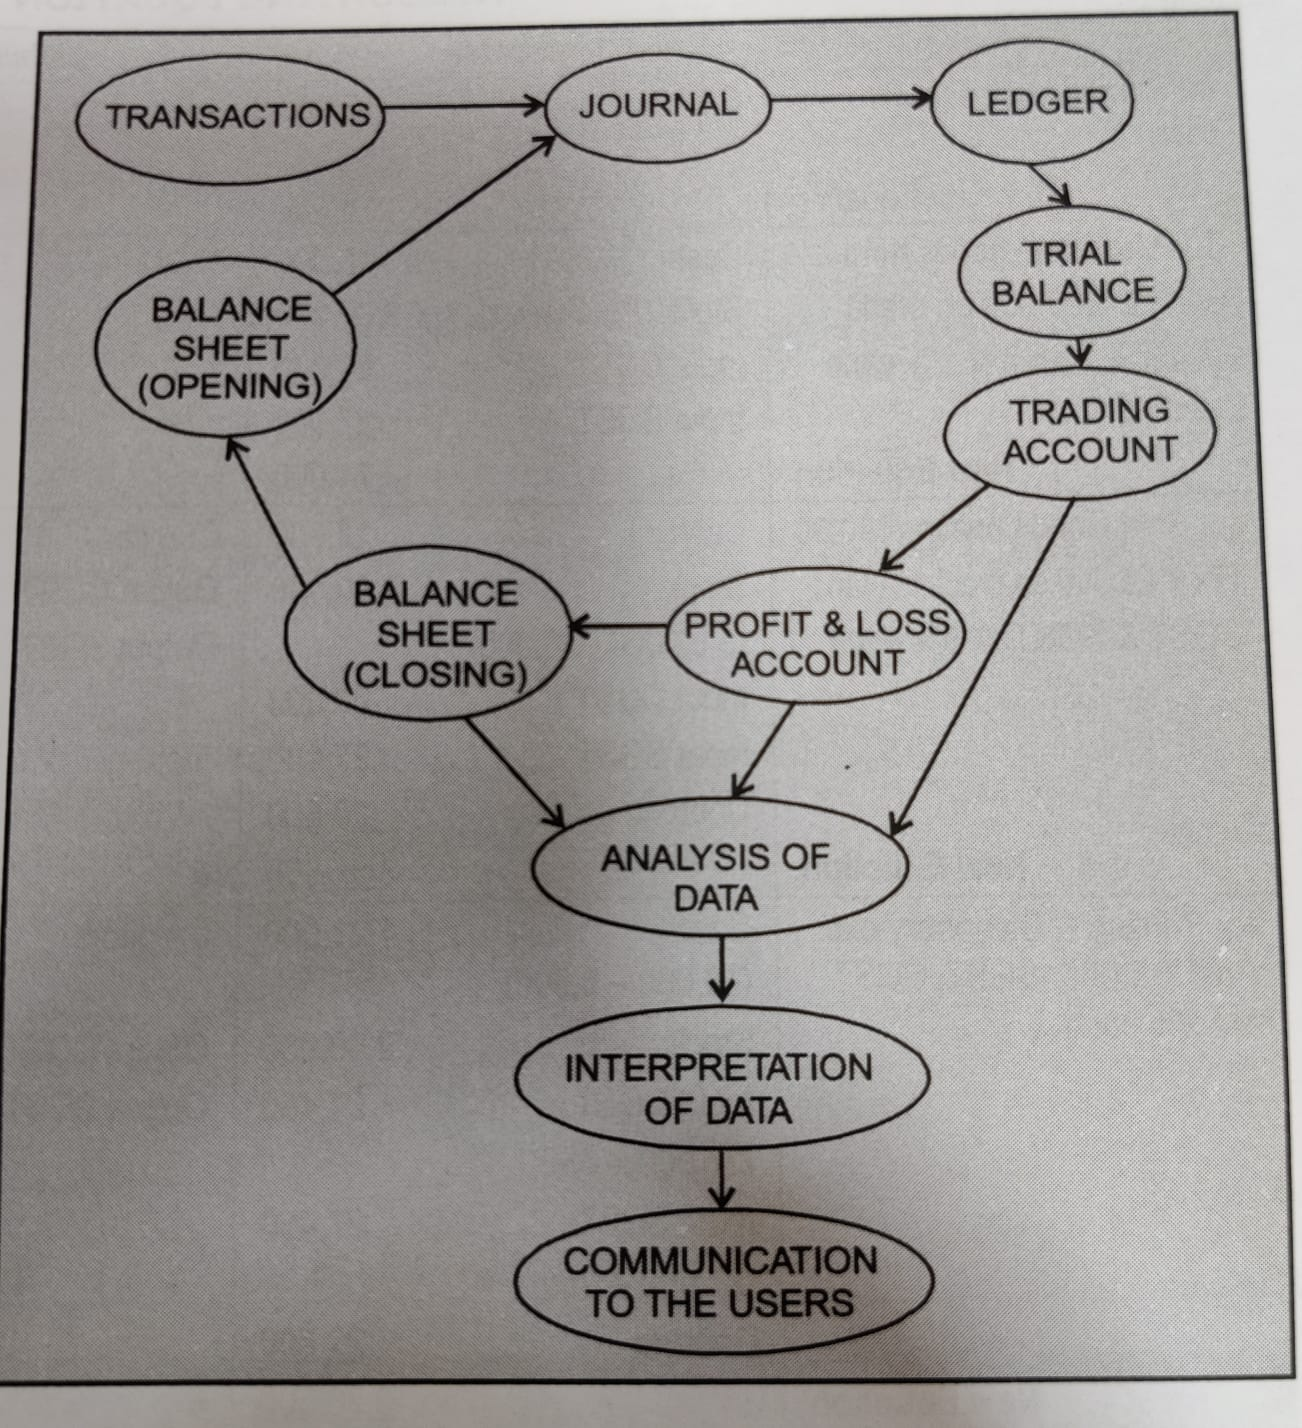 TRANSACTIONS
JOURNAL
LEDGER
TRIAL
BALANCE
BALANCE
SHEET
(OPENING)
TRADING
ACCOUNT
BALANCE
SHEET
(CLOSING)
PROFIT & LOSS
ACCOUNT
ANALYSIS OF
DATA
INTERPRETATION
OF DATA
COMMUNICATION
TO THE USERS